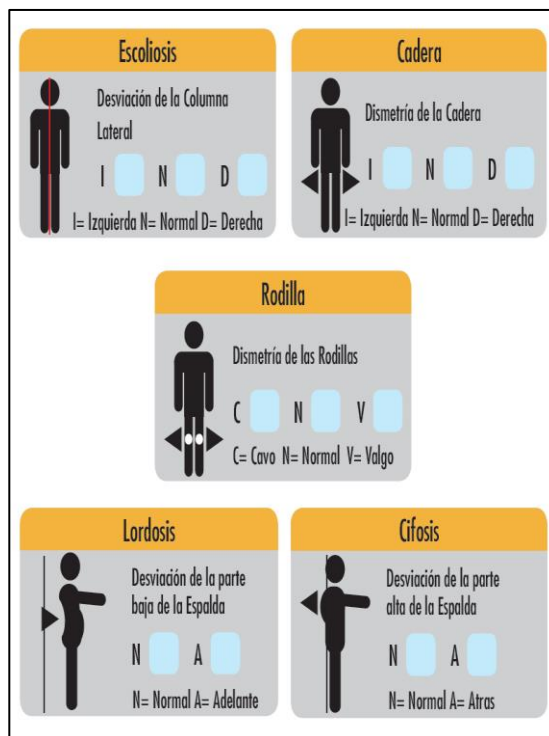 Escoliosis
Desviación de la Columna
Lateral
I N D
I= Izquierda N= Normal D= Derecha
Cadera
Dismetría de la Cadera
I N D
I= Izquierda N= Normal D= Derecha
Rodilla
Dismetría de las Rodillas
C N V
C= Cavo N= Normal V= Valgo
Lordosis
Desviación de la parte
baja de la Espalda
N A
N= Normal A= Adelante
Cifosis
Desviación de la parte
alta de la Espalda
N A
N= Normal A= Atras